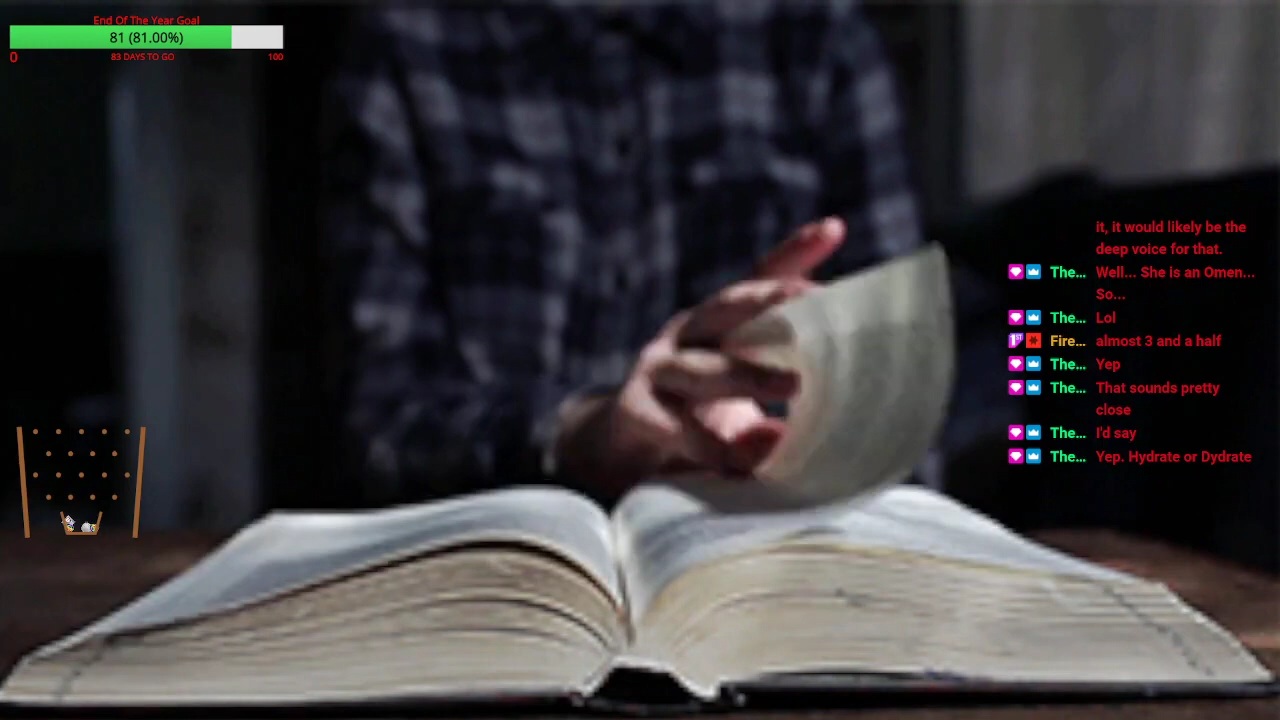 End Of The Year Goal
81 (81.00%)
0 83 DAYS TO GO 100
it, it would likely be the
deep voice for that.
The... Well... She is an Omen...
So...
The... Lol
Fire... almost 3 and a half
The... Yep
The... That sounds pretty
close
The... I'd say
The... Yep. Hydrate or Dydrate